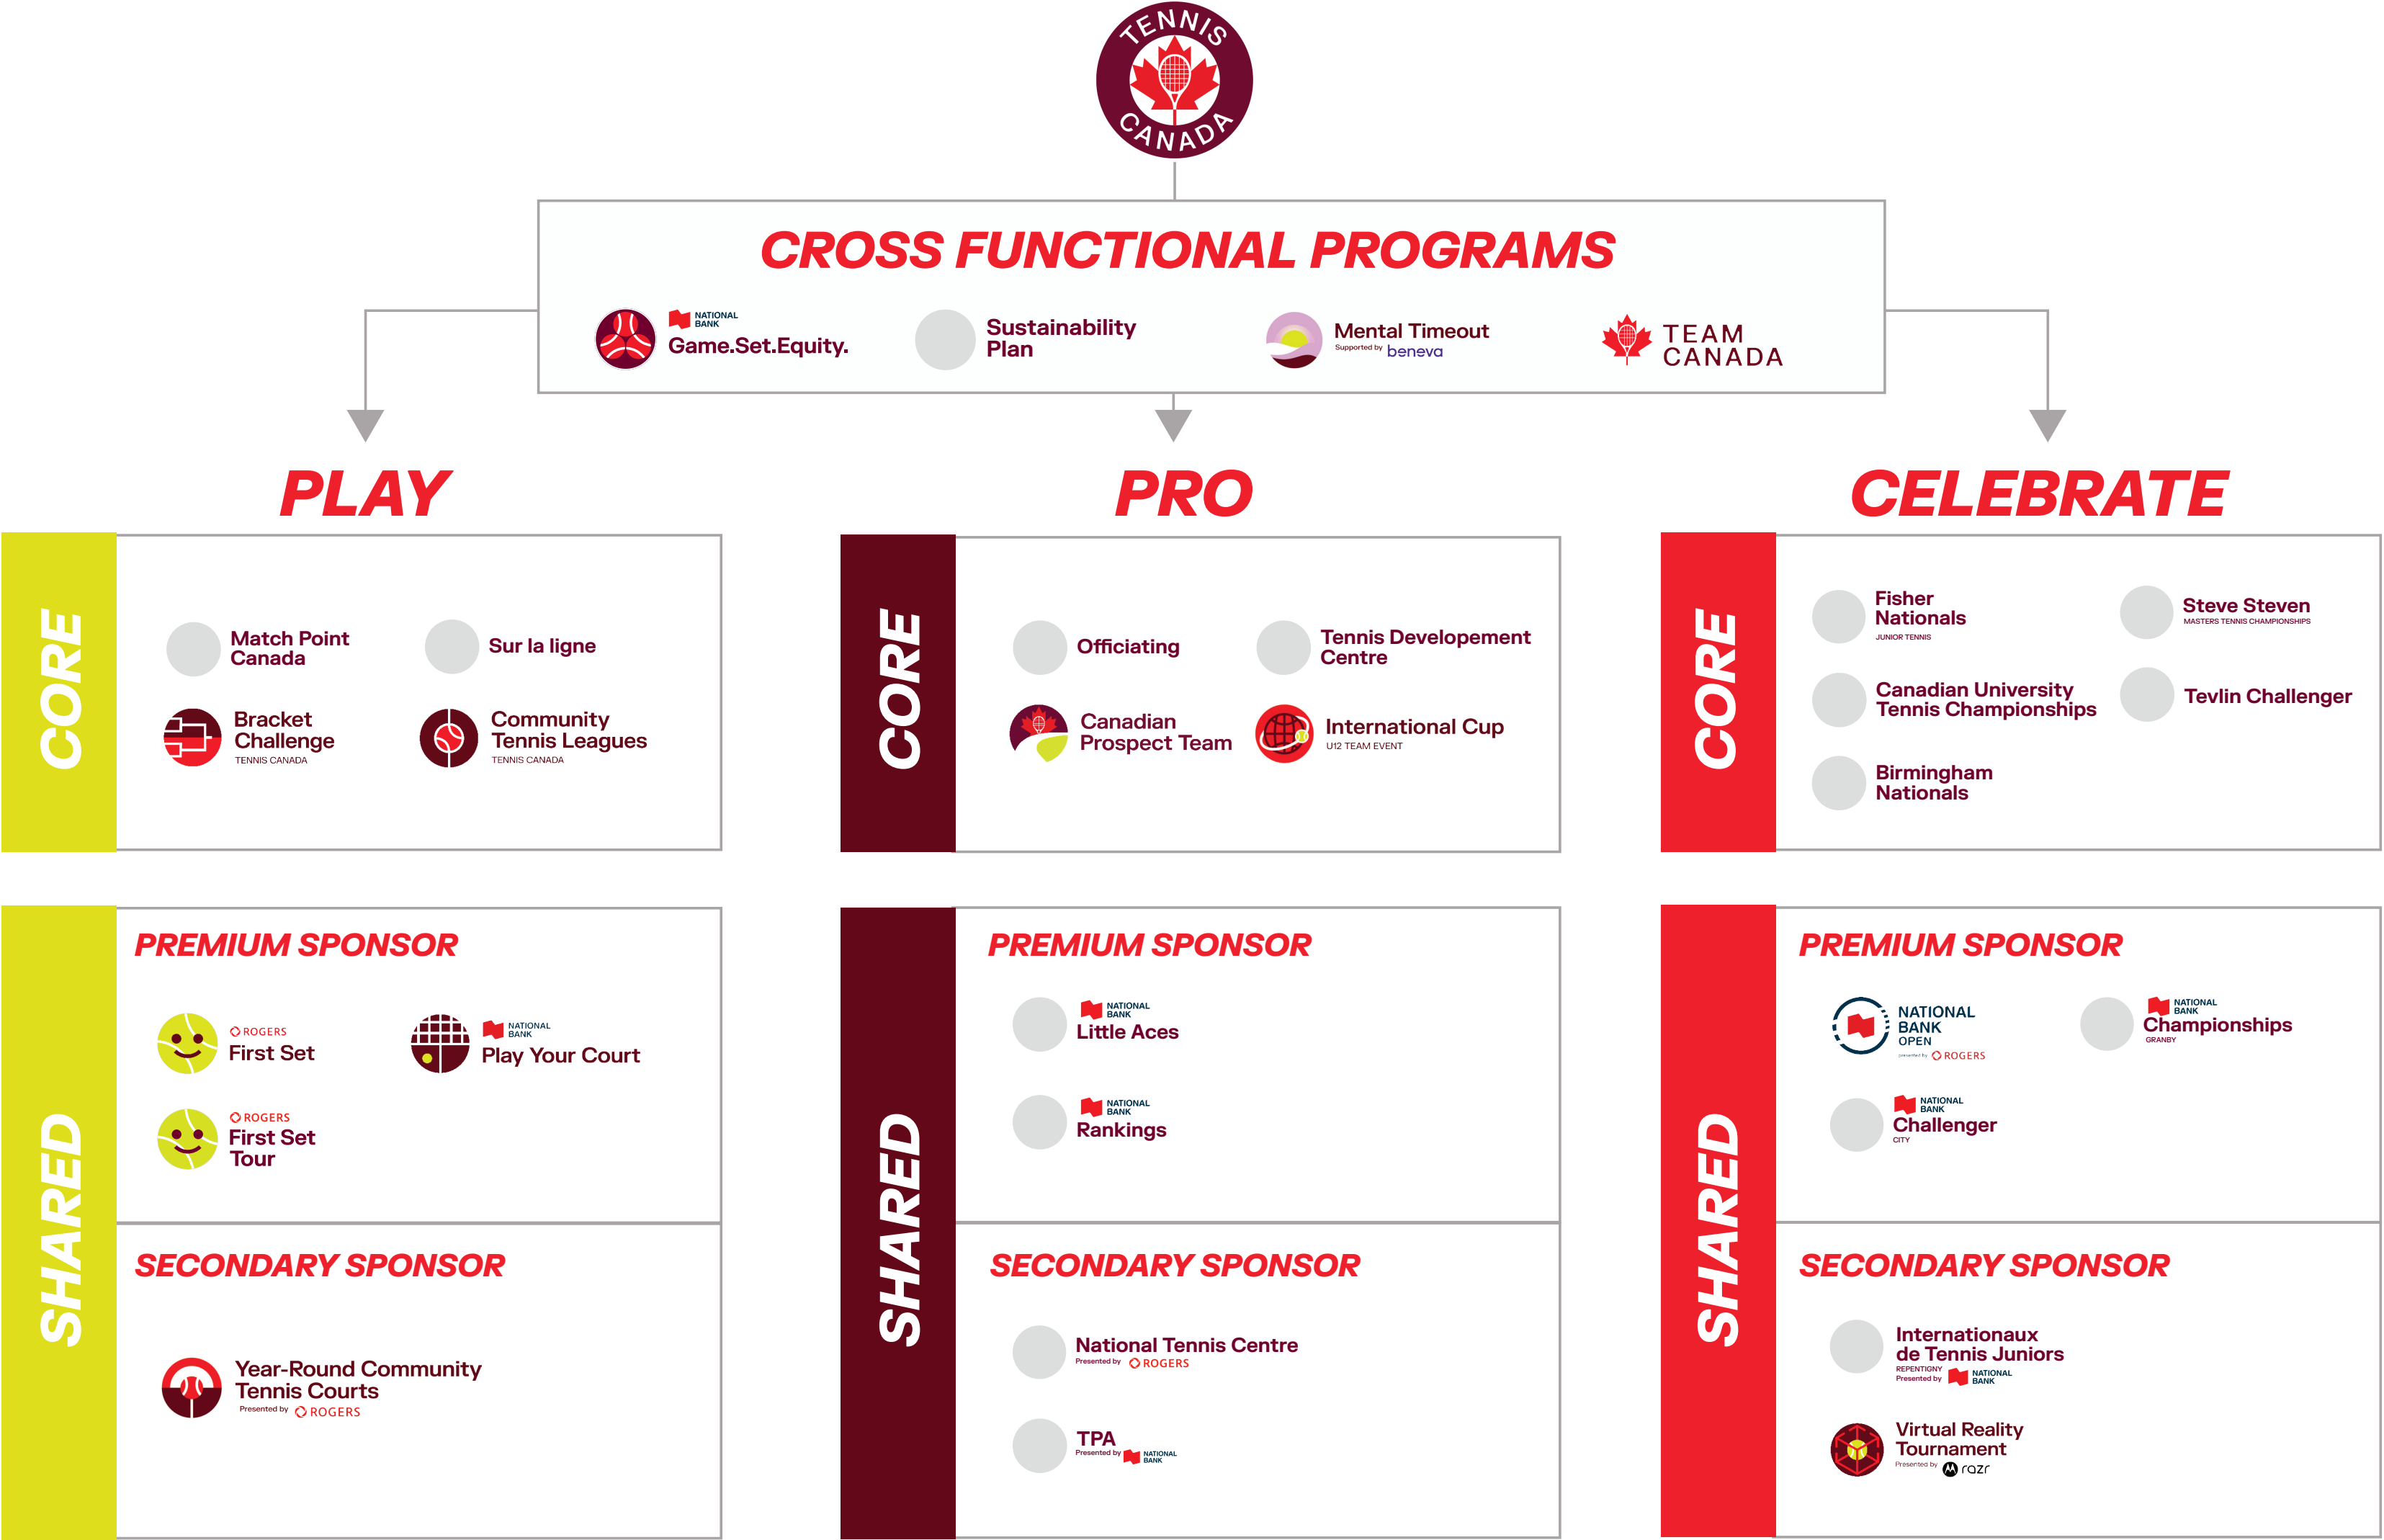 TENNIS
CANADA
CROSS FUNCTIONAL PROGRAMS
NATIONAL
BANK
Game.Set.Equity.
Sustainability
Plan
Mental Timeout
Supported by beneva
TEAM
CANADA
PLAY
CORE
Match Point
Canada
Sur la ligne
Bracket
Challenge
TENNIS CANADA
Community
Tennis Leagues
TENNIS CANADA
SHARED
PREMIUM SPONSOR
ROGERS
First Set
NATIONAL
BANK
Play Your Court
ROGERS
First Set
Tour
SECONDARY SPONSOR
Year-Round Community
Tennis Courts
Presented by ROGERS
PRO
CORE
Officiating
Tennis Developement
Centre
Canadian
Prospect Team
International Cup
U12 TEAM EVENT
SHARED
PREMIUM SPONSOR
NATIONAL
BANK
Little Aces
NATIONAL
BANK
Rankings
SECONDARY SPONSOR
National Tennis Centre
Presented by ROGERS
TPA
Presented by NATIONAL
BANK
CELEBRATE
CORE
Fisher
Nationals
JUNIOR TENNIS
Steve Steven
MASTERS TENNIS CHAMPIONSHIPS
Canadian University
Tennis Championships
Tevlin Challenger
Birmingham
Nationals
SHARED
PREMIUM SPONSOR
NATIONAL
BANK
OPEN
presented by ROGERS
NATIONAL
BANK
Championships
GRANBY
NATIONAL
BANK
Challenger
CITY
SECONDARY SPONSOR
Internationaux
de Tennis Juniors
REPENTIGNY
Presented by NATIONAL
BANK
Virtual Reality
Tournament
Presented by razr